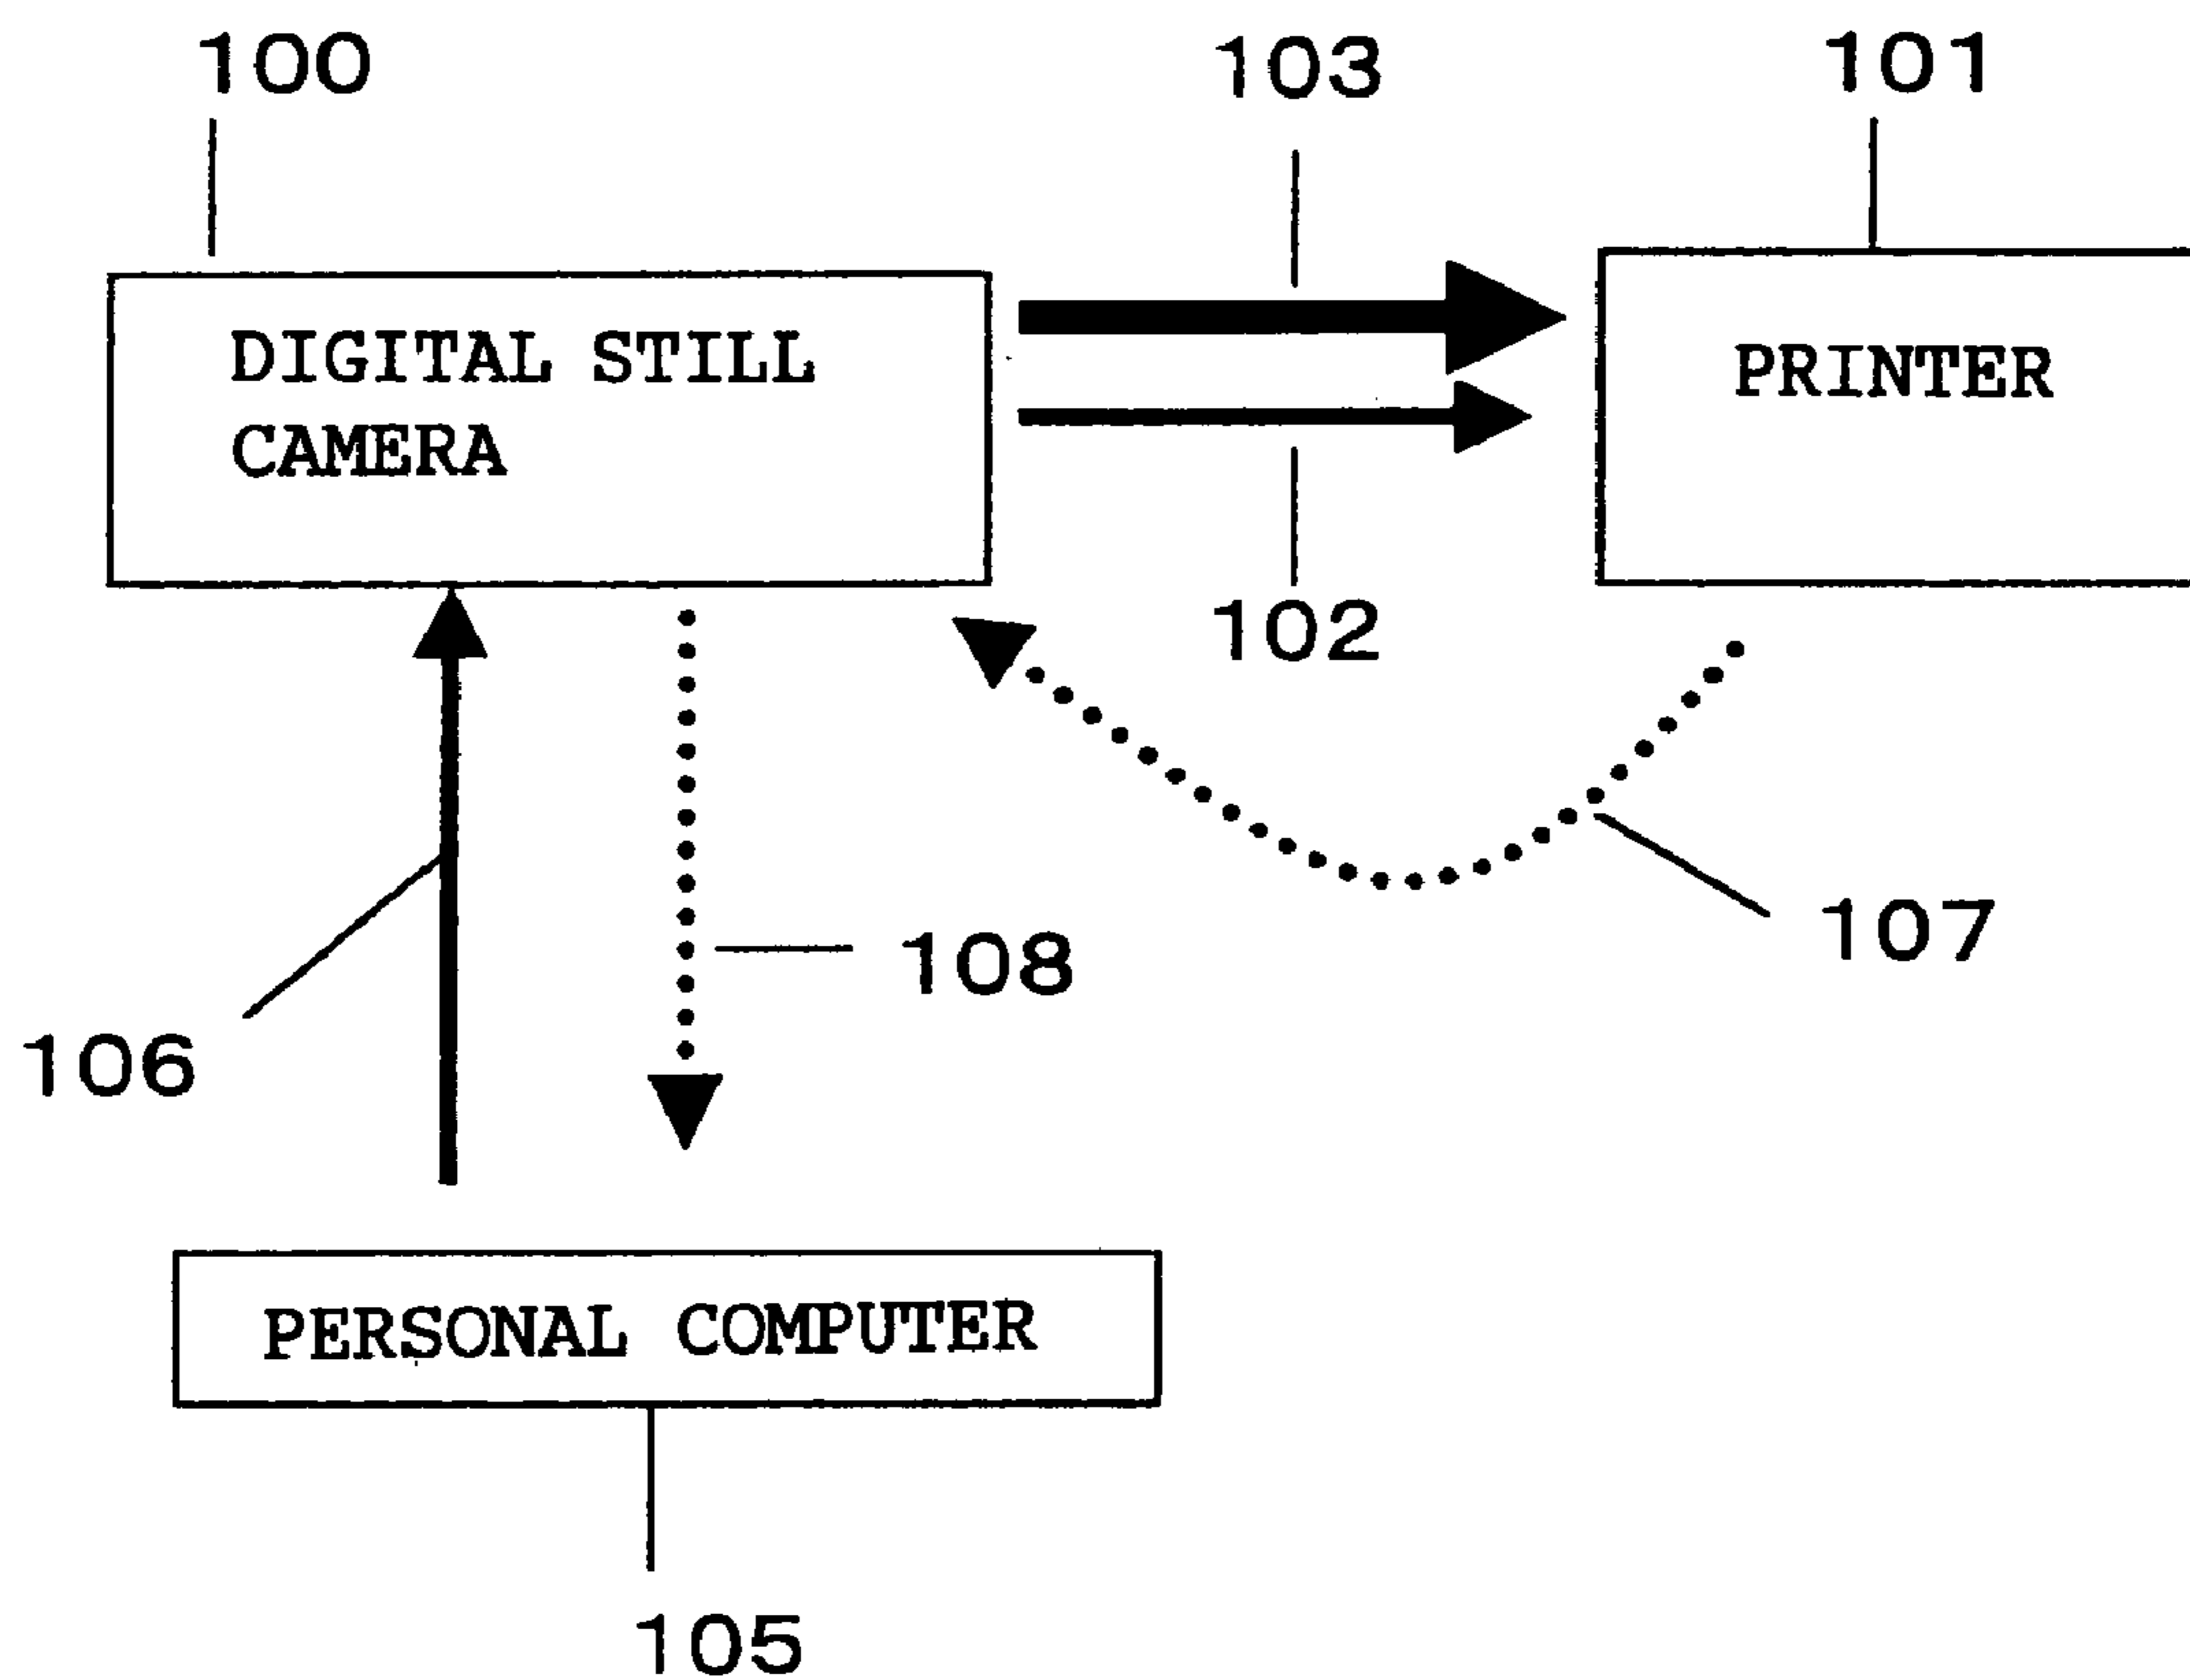 100
103
101
DIGITAL STILL
CAMERA
PRINTER
102
107
108
106
PERSONAL COMPUTER
105